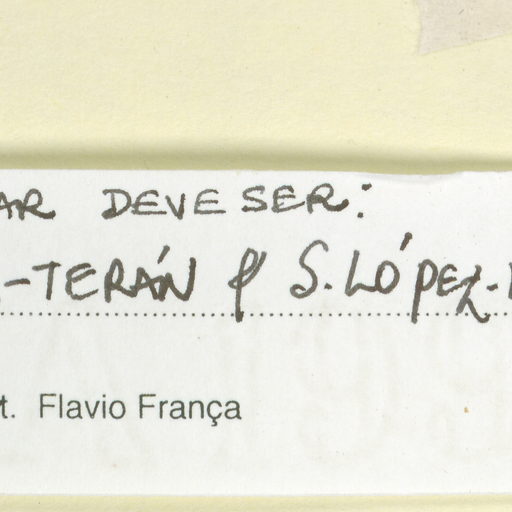 AR DEVE SER:
-TERÁN & S. LÓPEZ-
t. Flavio França